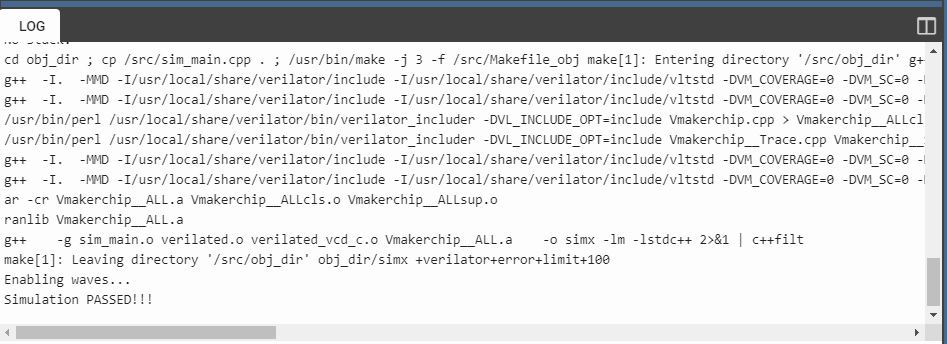 LOG
No stack.
cd obj_dir ; cp /src/sim_main.cpp . ; /usr/bin/make -j 3 -f /src/Makefile_obj make[1]: Entering directory '/src/obj_dir' g++
g++  -I.  -MMD -I/usr/local/share/verilator/include -I/usr/local/share/verilator/include/vltstd -DVM_COVERAGE=0 -DVM_SC=0 -
g++  -I.  -MMD -I/usr/local/share/verilator/include -I/usr/local/share/verilator/include/vltstd -DVM_COVERAGE=0 -DVM_SC=0 -
/usr/bin/perl /usr/local/share/verilator/bin/verilator_includer -DVL_INCLUDE_OPT=include Vmakerchip.cpp > Vmakerchip__ALLcl
/usr/bin/perl /usr/local/share/verilator/bin/verilator_includer -DVL_INCLUDE_OPT=include Vmakerchip__Trace.cpp Vmakerchip__
g++  -I.  -MMD -I/usr/local/share/verilator/include -I/usr/local/share/verilator/include/vltstd -DVM_COVERAGE=0 -DVM_SC=0 -
g++  -I.  -MMD -I/usr/local/share/verilator/include -I/usr/local/share/verilator/include/vltstd -DVM_COVERAGE=0 -DVM_SC=0 -
ar -cr Vmakerchip__ALL.a Vmakerchip__ALLcls.o Vmakerchip__ALLsup.o
ranlib Vmakerchip__ALL.a
g++    -g sim_main.o verilated.o verilated_vcd_c.o Vmakerchip__ALL.a    -o simx -lm -lstdc++ 2>&1 | c++filt
make[1]: Leaving directory '/src/obj_dir' obj_dir/simx +verilator+error+limit+100
Enabling waves...
Simulation PASSED!!!